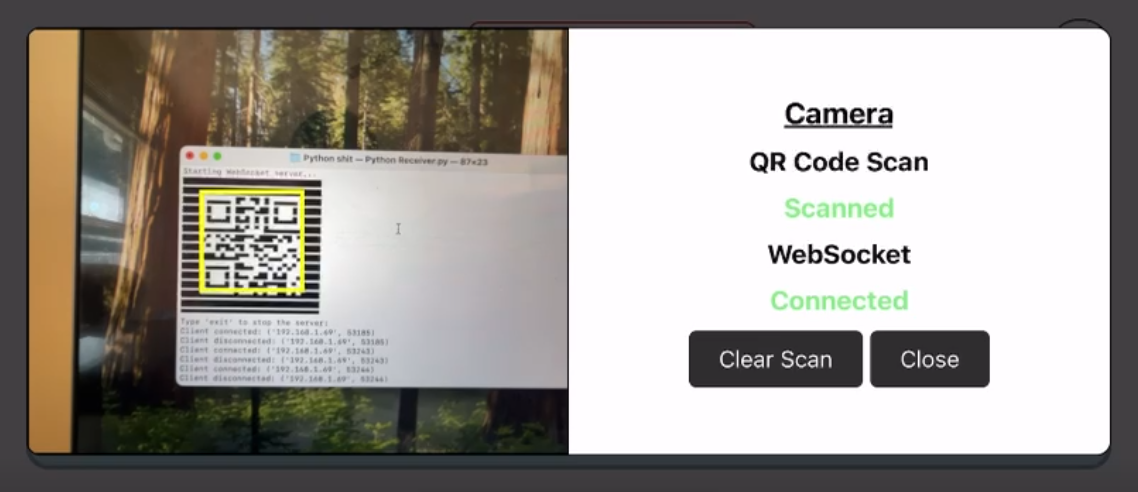 Python shit — Python Receiver.py — 87×23
Starting WebSocket server...
Type 'exit' to stop the server:
Client connected: ('192.168.1.69', 53185)
Client disconnected: ('192.168.1.69', 53185)
Client connected: ('192.168.1.69', 53243)
Client disconnected: ('192.168.1.69', 53243)
Client connected: ('192.168.1.69', 53244)
Client disconnected: ('192.168.1.69', 53244)
Camera
QR Code Scan
Scanned
WebSocket
Connected
Clear Scan
Close